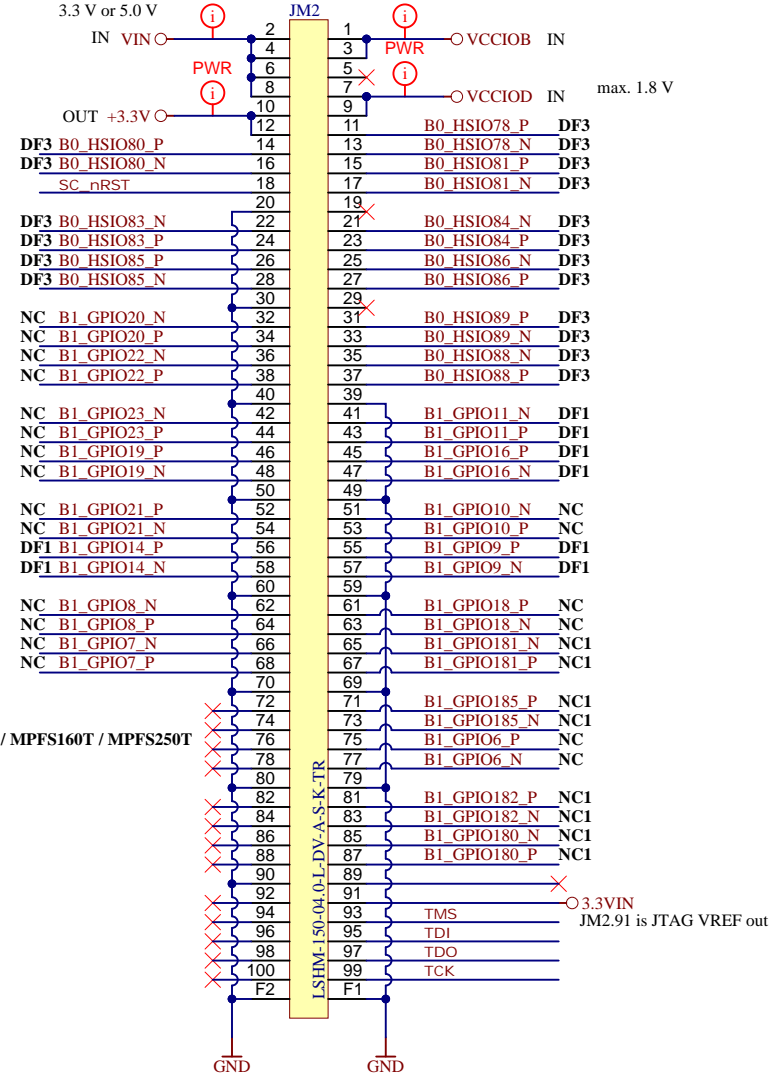 3.3 V or 5.0 V JM2
IN VIN 2 1 VCCIOB IN
4 3 PWR
PWR 6 5
8 7 VCCIOD IN max. 1.8 V
OUT +3.3V 10 9
12 11 B0_HSIO78_P DF3
DF3 B0_HSIO80_P 14 13 B0_HSIO78_N DF3
DF3 B0_HSIO80_N 16 15 B0_HSIO81_P DF3
SC_nRST 18 17 B0_HSIO81_N DF3
20 19
DF3 B0_HSIO83_N 22 21 B0_HSIO84_N DF3
DF3 B0_HSIO83_P 24 23 B0_HSIO84_P DF3
DF3 B0_HSIO85_P 26 25 B0_HSIO86_N DF3
DF3 B0_HSIO85_N 28 27 B0_HSIO86_P DF3
30 29
NC B1_GPIO20_N 32 31 B0_HSIO89_P DF3
NC B1_GPIO20_P 34 33 B0_HSIO89_N DF3
NC B1_GPIO22_N 36 35 B0_HSIO88_N DF3
NC B1_GPIO22_P 38 37 B0_HSIO88_P DF3
40 39
NC B1_GPIO23_N 42 41 B1_GPIO11_N DF1
NC B1_GPIO23_P 44 43 B1_GPIO11_P DF1
NC B1_GPIO19_P 46 45 B1_GPIO16_P DF1
NC B1_GPIO19_N 48 47 B1_GPIO16_N DF1
50 49
NC B1_GPIO21_P 52 51 B1_GPIO10_N NC
NC B1_GPIO21_N 54 53 B1_GPIO10_P NC
DF1 B1_GPIO14_P 56 55 B1_GPIO9_P DF1
DF1 B1_GPIO14_N 58 57 B1_GPIO9_N DF1
60 59
NC B1_GPIO8_N 62 61 B1_GPIO18_P NC
NC B1_GPIO8_P 64 63 B1_GPIO18_N NC
NC B1_GPIO7_N 66 65 B1_GPIO181_N NC1
NC B1_GPIO7_P 68 67 B1_GPIO181_P NC1
70 69
72 71 B1_GPIO185_P NC1
74 73 B1_GPIO185_N NC1
/ MPFS160T / MPFS250T 76 75 B1_GPIO6_P NC
78 77 B1_GPIO6_N NC
80 79
82 81 B1_GPIO182_P NC1
84 83 B1_GPIO182_N NC1
86 85 B1_GPIO180_N NC1
88 87 B1_GPIO180_P NC1
90 89
92 91 3.3VIN
JM2.91 is JTAG VREF out
94 93 TMS
96 95 TDI
98 97 TDO
100 99 TCK
F2 F1
LSHM-150-04.0-L-DV-A-S-K-TR
GND GND